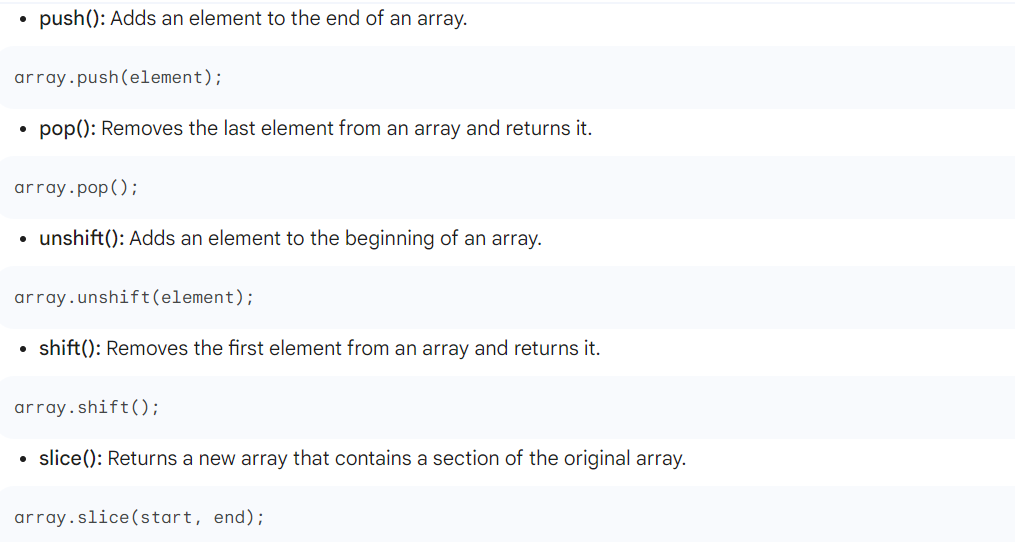 • push(): Adds an element to the end of an array.
array.push(element);
• pop(): Removes the last element from an array and returns it.
array.pop();
• unshift(): Adds an element to the beginning of an array.
array.unshift(element);
• shift(): Removes the first element from an array and returns it.
array.shift();
• slice(): Returns a new array that contains a section of the original array.
array.slice(start, end);